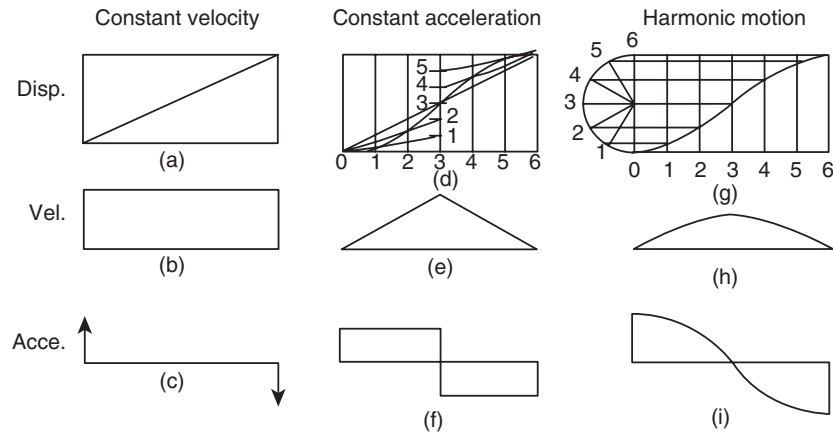 Constant velocity
Constant acceleration
Harmonic motion
Disp.
(a)
5
4
3
2
1
0 1 2 3 4 5 6
(d)
6
5
4
3
2
1
0 1 2 3 4 5 6
(g)
Vel.
(b)
(e)
(h)
Acce.
(c)
(f)
(i)